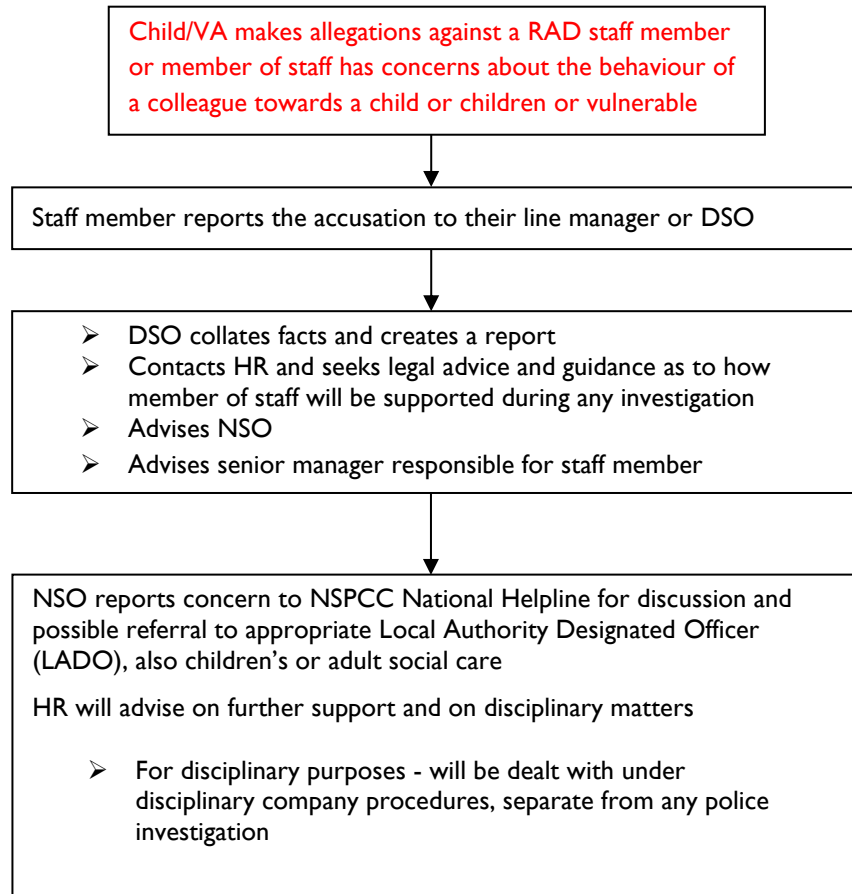 Child/VA makes allegations against a RAD staff member
or member of staff has concerns about the behaviour of
a colleague towards a child or children or vulnerable
Staff member reports the accusation to their line manager or DSO
➢ DSO collates facts and creates a report
➢ Contacts HR and seeks legal advice and guidance as to how
member of staff will be supported during any investigation
➢ Advises NSO
➢ Advises senior manager responsible for staff member
NSO reports concern to NSPCC National Helpline for discussion and
possible referral to appropriate Local Authority Designated Officer
(LADO), also children’s or adult social care
HR will advise on further support and on disciplinary matters
➢ For disciplinary purposes - will be dealt with under
disciplinary company procedures, separate from any police
investigation